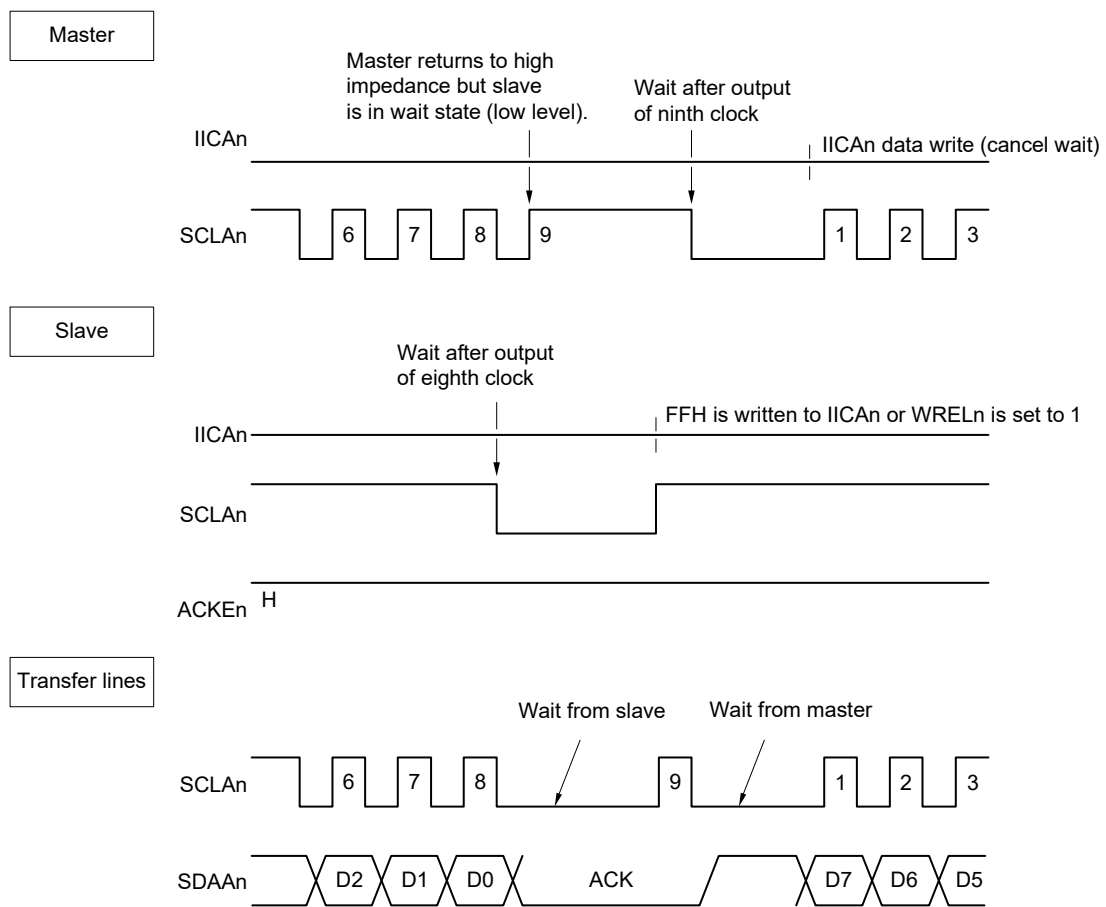 Master
Master returns to high
impedance but slave
is in wait state (low level).
Wait after output
of ninth clock
IICAn
IICAn data write (cancel wait)
SCLAn
6 7 8 9 1 2 3
Slave
Wait after output
of eighth clock
FFH is written to IICAn or WRELn is set to 1
IICAn
SCLAn
ACKEn H
Transfer lines
Wait from slave Wait from master
SCLAn 6 7 8 9 1 2 3
SDAAn D2 D1 D0 ACK D7 D6 D5